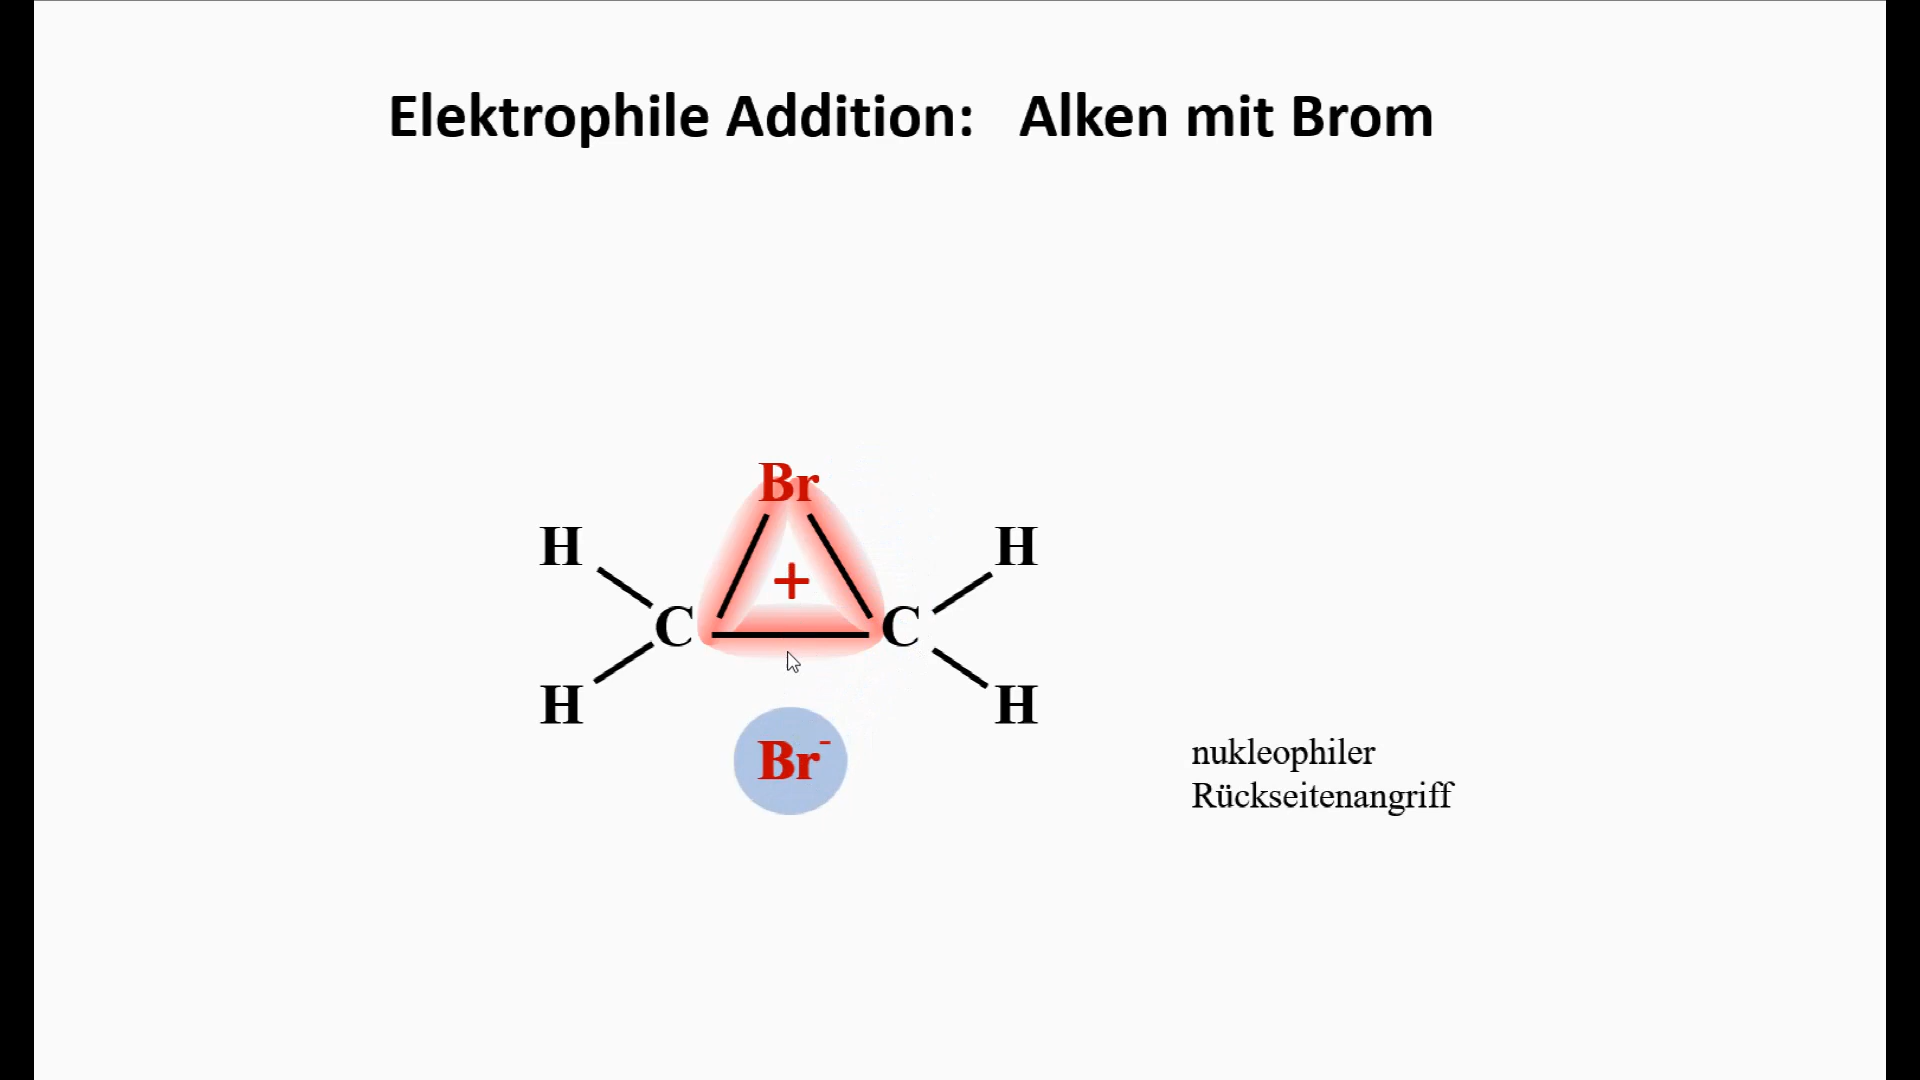 Elektrophile Addition: Alken mit Brom
Br
H H
+
C C
H H
Br⁻
nukleophiler
Rückseitenangriff